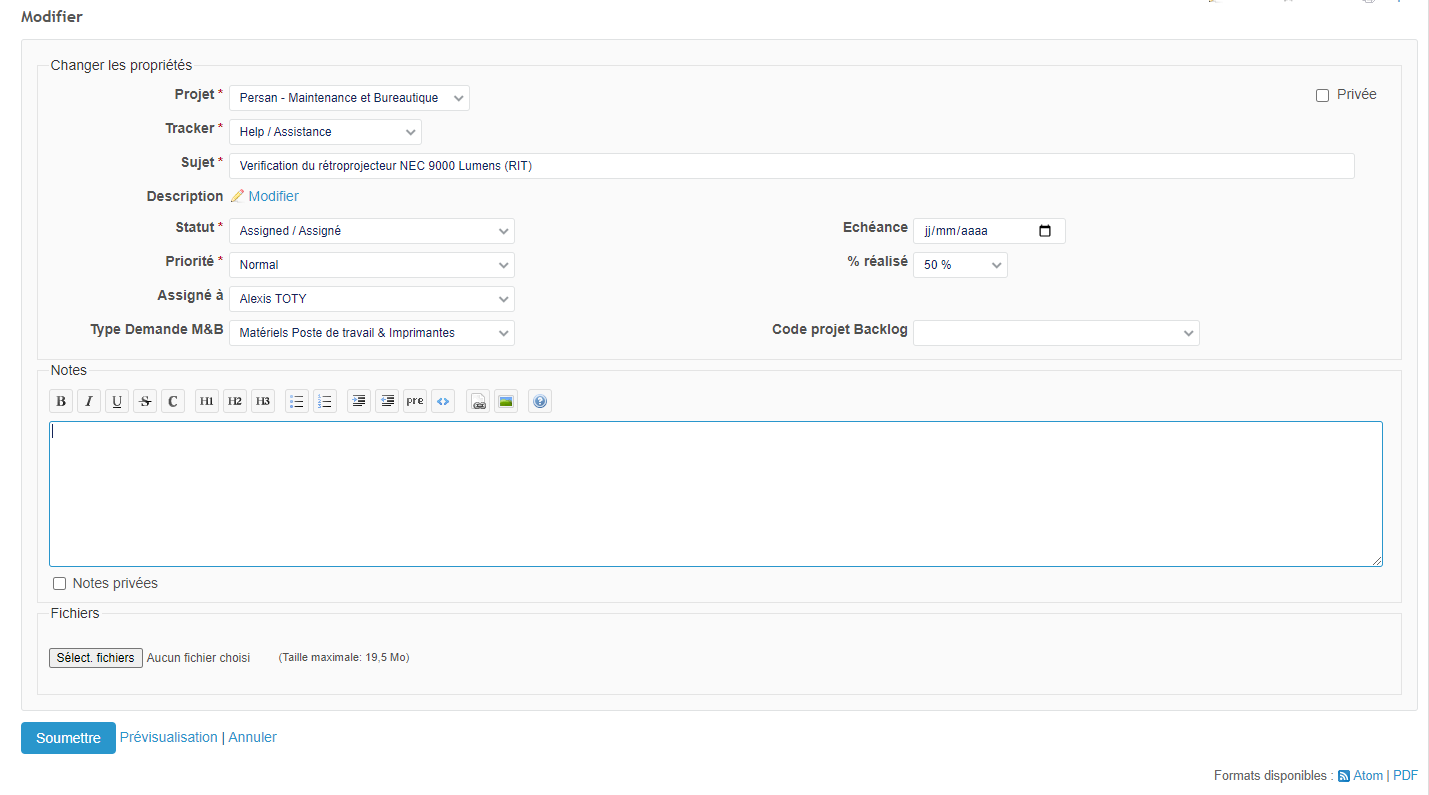 Modifier
Changer les propriétés
Projet * Persan - Maintenance et Bureautique Privée
Tracker * Help / Assistance
Sujet * Verification du rétroprojecteur NEC 9000 Lumens (RIT)
Description Modifier
Statut * Assigned / Assigné Echéance jj/mm/aaaa
Priorité * Normal % réalisé 50 %
Assigné à Alexis TOTY
Type Demande M&B Matériels Poste de travail & Imprimantes Code projet Backlog
Notes
B I U S C H1 H2 H3 pre <> ?
Notes privées
Fichiers
Sélect. fichiers Aucun fichier choisi (Taille maximale: 19,5 Mo)
Soumettre Prévisualisation | Annuler
Formats disponibles : Atom | PDF